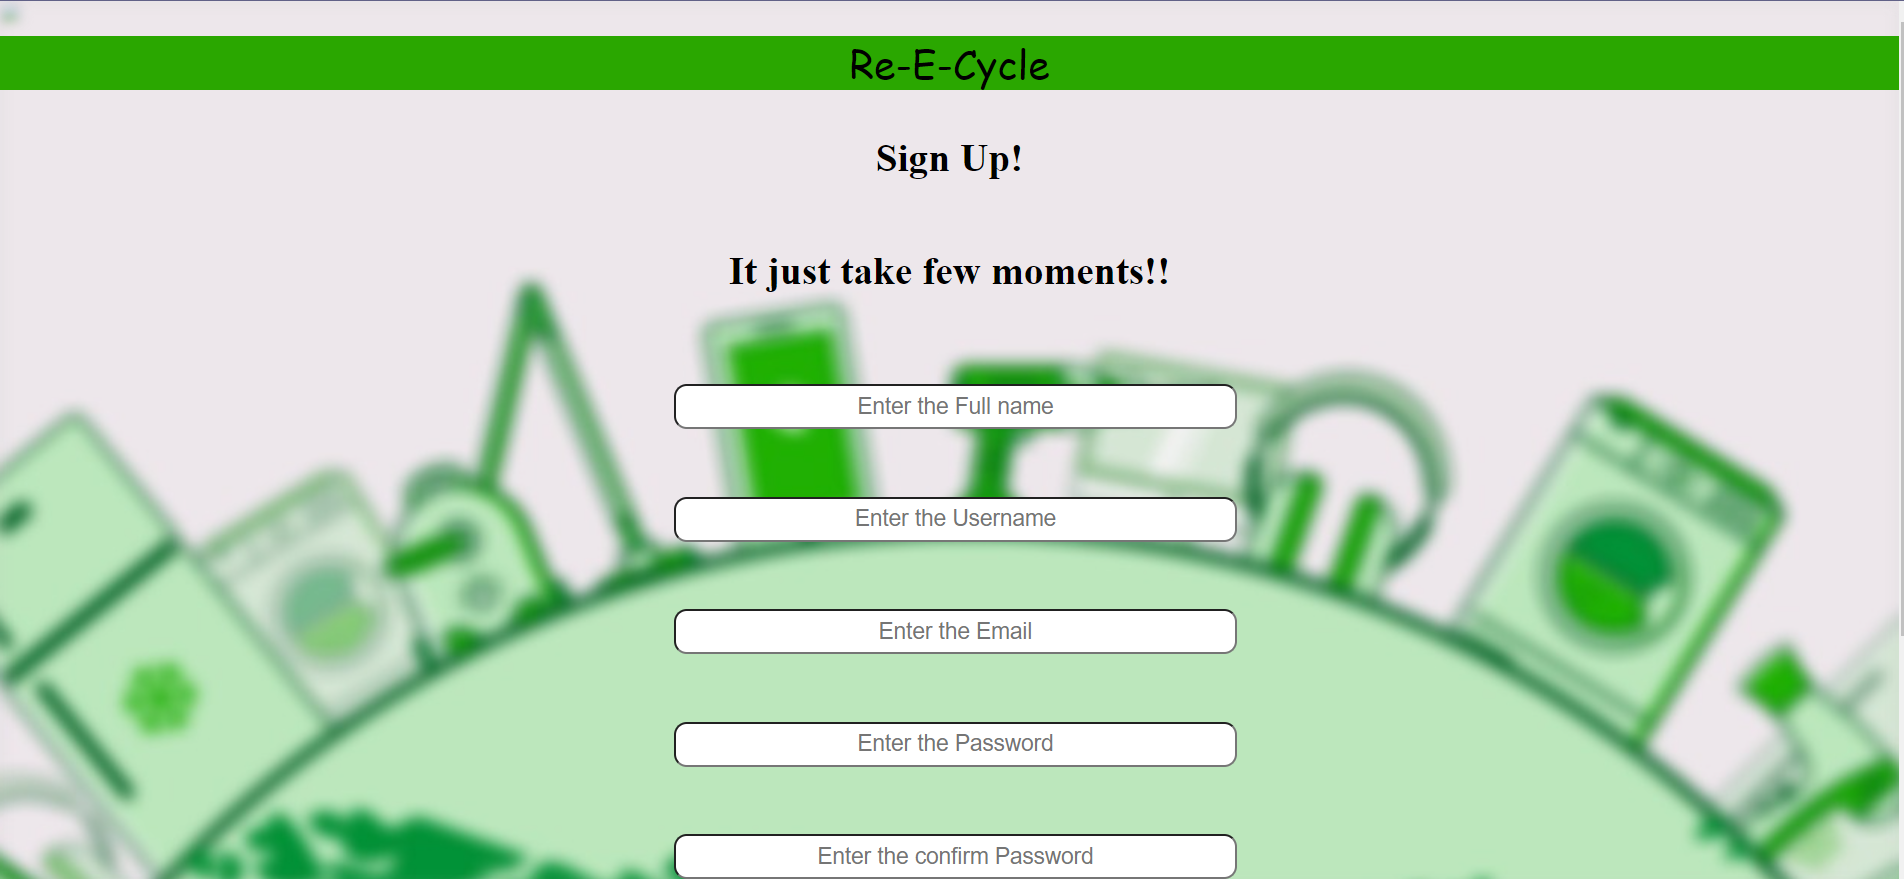 Re-E-Cycle
Sign Up!
It just take few moments!!
Enter the Full name
Enter the Username
Enter the Email
Enter the Password
Enter the confirm Password